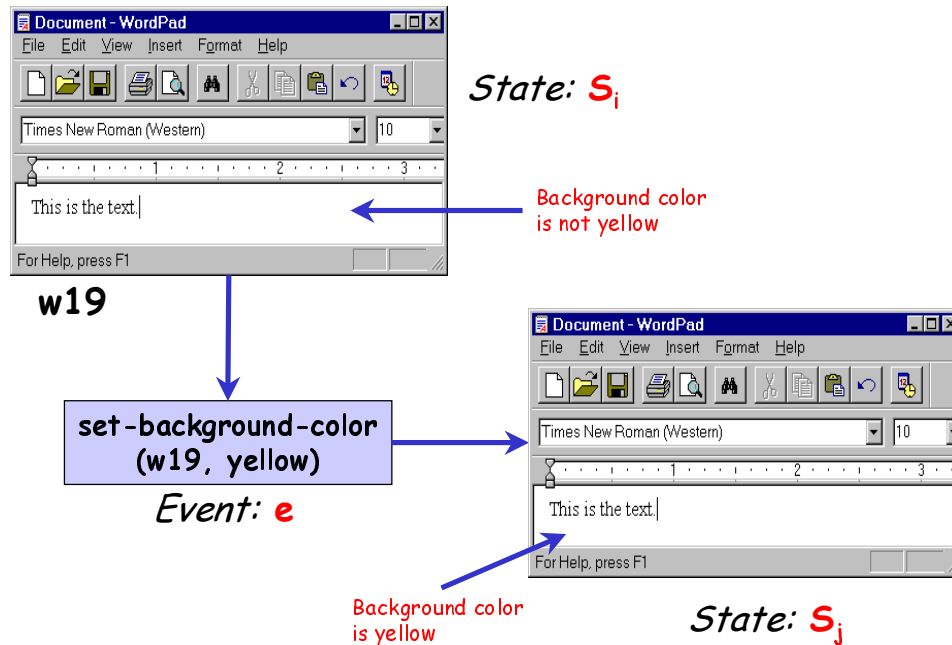 Document - WordPad
File Edit View Insert Format Help
12
State: Si
Times New Roman (Western) 10
1 2 3
Background color
is not yellow
This is the text.
For Help, press F1
w19
Document - WordPad
File Edit View Insert Format Help
12
set-background-color
(w19, yellow)
Times New Roman (Western) 10
1 2 3
Event: e
This is the text.
For Help, press F1
Background color
is yellow
State: Sj